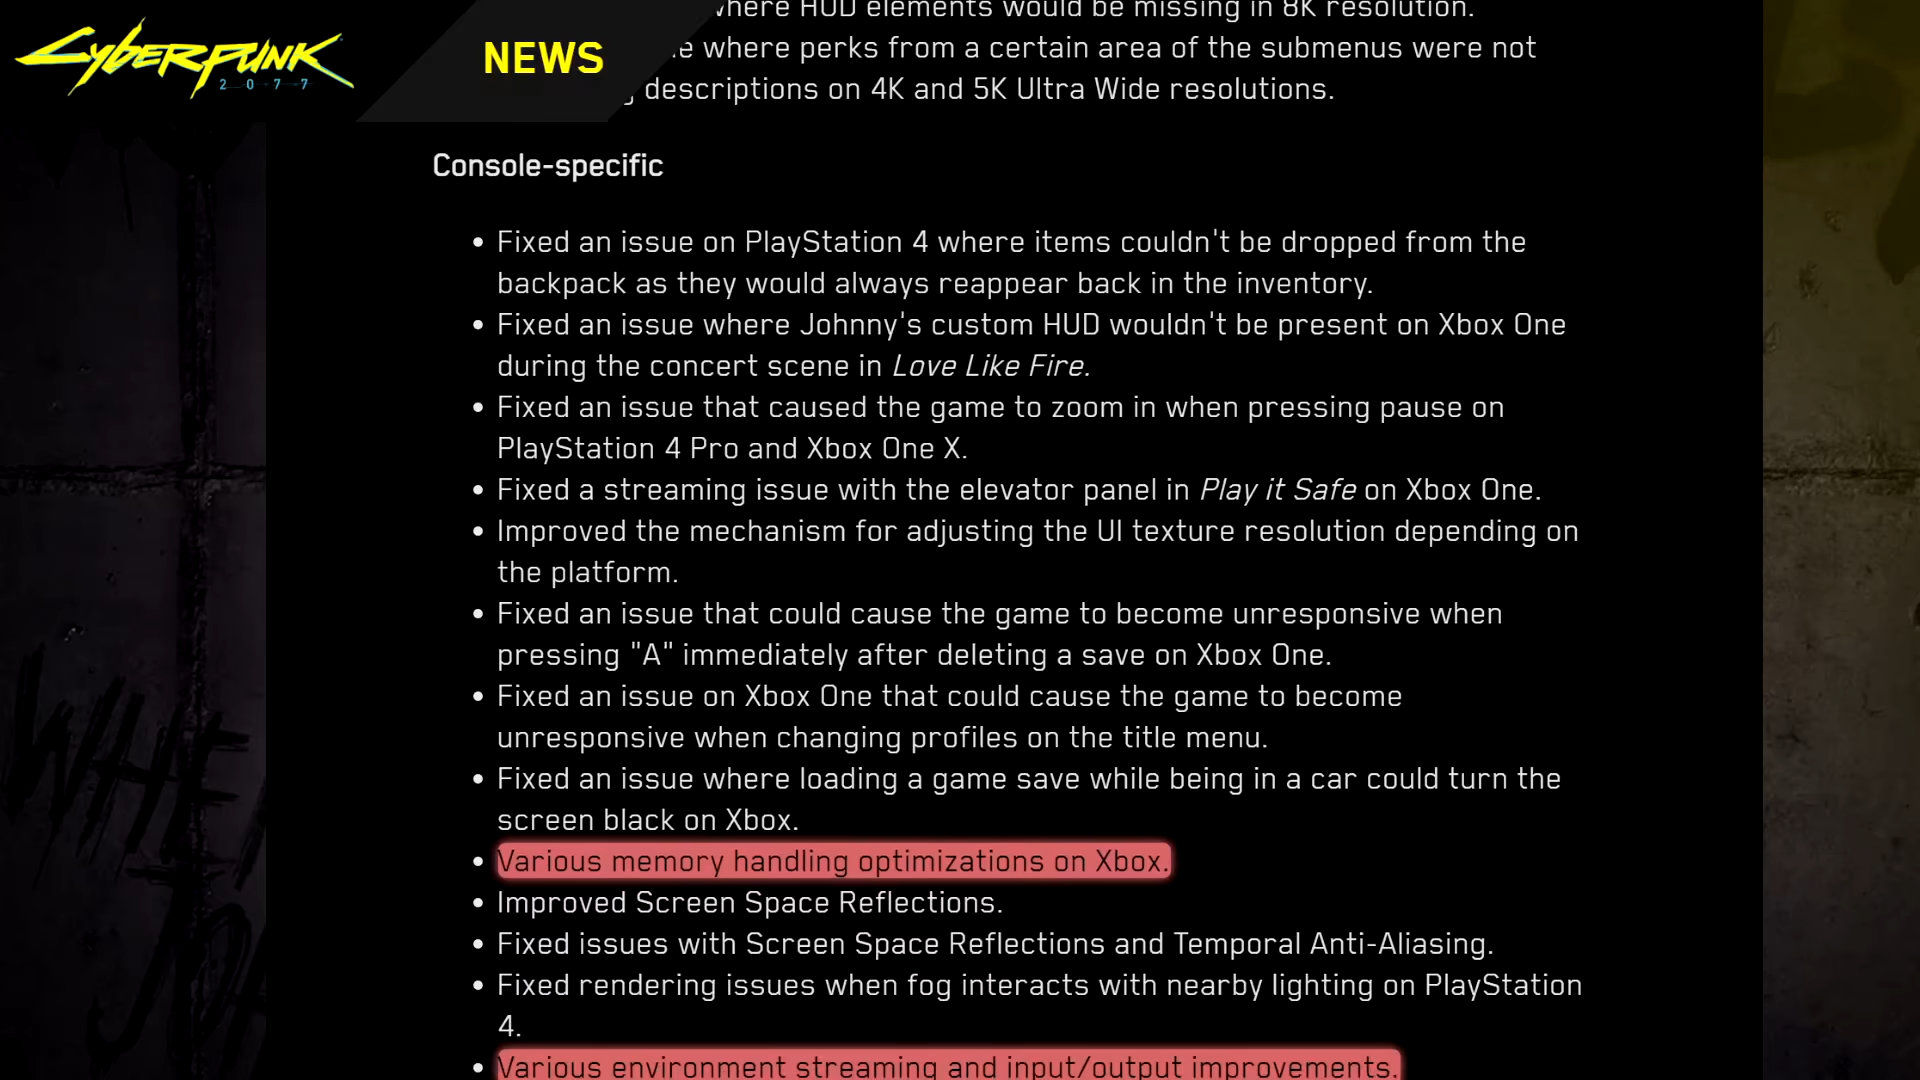 CYBERPUNK
2077
NEWS
where HUD elements would be missing in 8K resolution.
where perks from a certain area of the submenus were not
descriptions on 4K and 5K Ultra Wide resolutions.
Console-specific
• Fixed an issue on PlayStation 4 where items couldn't be dropped from the
backpack as they would always reappear back in the inventory.
• Fixed an issue where Johnny's custom HUD wouldn't be present on Xbox One
during the concert scene in Love Like Fire.
• Fixed an issue that caused the game to zoom in when pressing pause on
PlayStation 4 Pro and Xbox One X.
• Fixed a streaming issue with the elevator panel in Play it Safe on Xbox One.
• Improved the mechanism for adjusting the UI texture resolution depending on
the platform.
• Fixed an issue that could cause the game to become unresponsive when
pressing "A" immediately after deleting a save on Xbox One.
• Fixed an issue on Xbox One that could cause the game to become
unresponsive when changing profiles on the title menu.
• Fixed an issue where loading a game save while being in a car could turn the
screen black on Xbox.
• Various memory handling optimizations on Xbox.
• Improved Screen Space Reflections.
• Fixed issues with Screen Space Reflections and Temporal Anti-Aliasing.
• Fixed rendering issues when fog interacts with nearby lighting on PlayStation
4.
• Various environment streaming and input/output improvements.